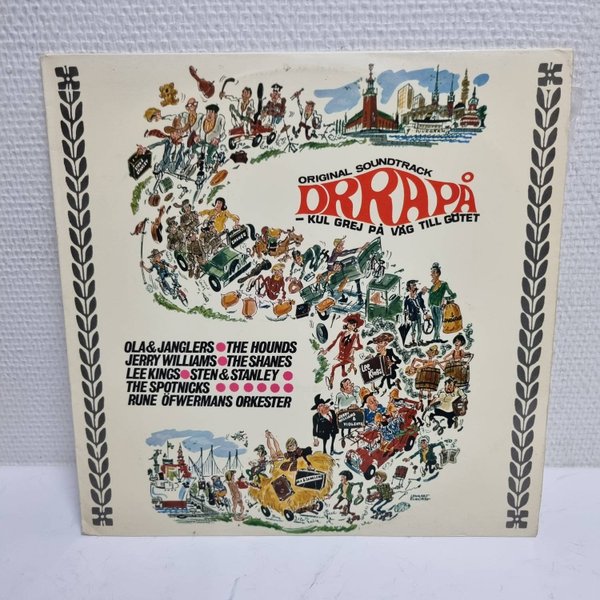 ORIGINAL SOUNDTRACK
DRRA PÅ
– KUL GREJ PÅ VÄG TILL GÖTET
OLA & JANGLERS • THE HOUNDS
JERRY WILLIAMS • THE SHANES
LEE KINGS • STEN & STANLEY •
THE SPOTNICKS • • • • • •
RUNE ÖFWERMANS ORKESTER